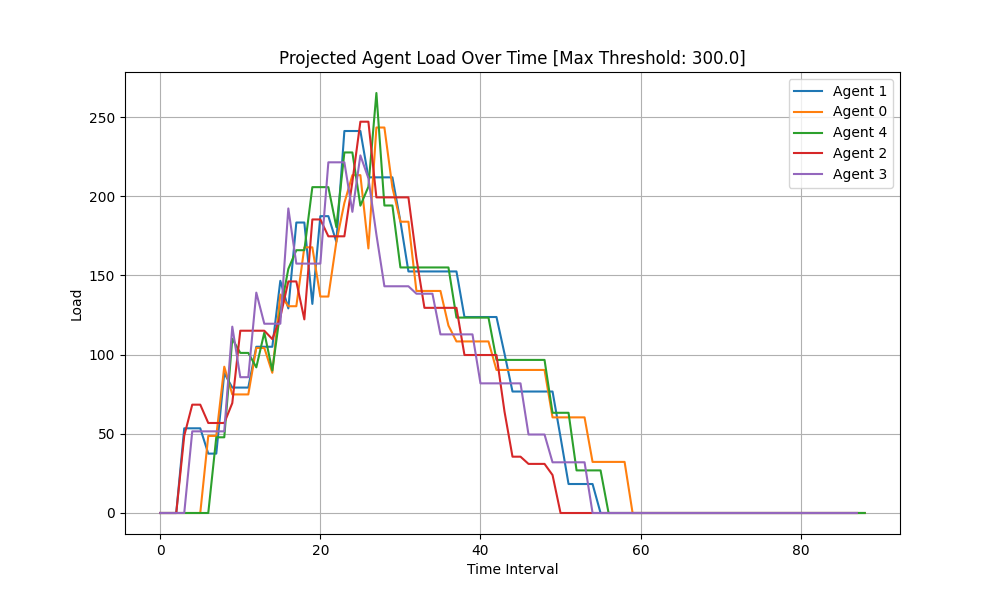 Projected Agent Load Over Time [Max Threshold: 300.0]
Agent 1
Agent 0
Agent 4
Agent 2
Agent 3
250
200
150
100
50
0
Load
0 20 40 60 80
Time Interval